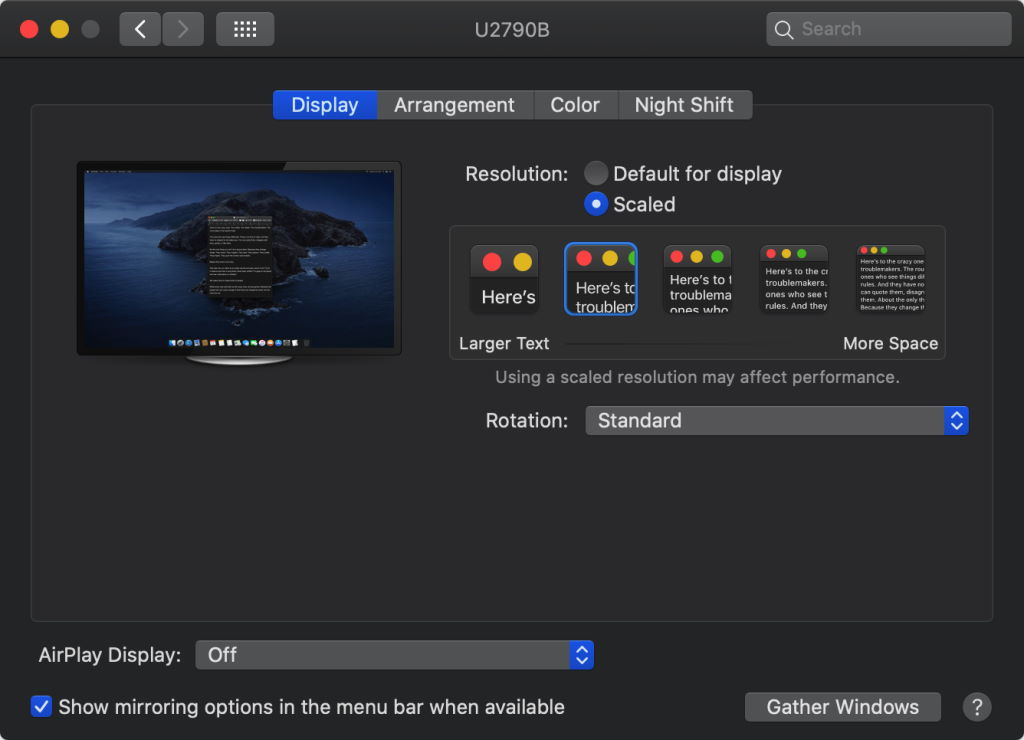 U2790B
Search
Display
Arrangement
Color
Night Shift
Resolution:
Default for display
Scaled
Here's
Here's to
troublem
Here's to t
troublema
ones who
Here's to the cr
troublemakers.
ones who see t
rules. And they
Here's to the crazy one
troublemakers. The rou
ones who see things dif
rules. And they have no
can quote them, disagre
them. About the only th
Because they change th
Larger Text
More Space
Using a scaled resolution may affect performance.
Rotation:
Standard
AirPlay Display:
Off
Show mirroring options in the menu bar when available
Gather Windows
?